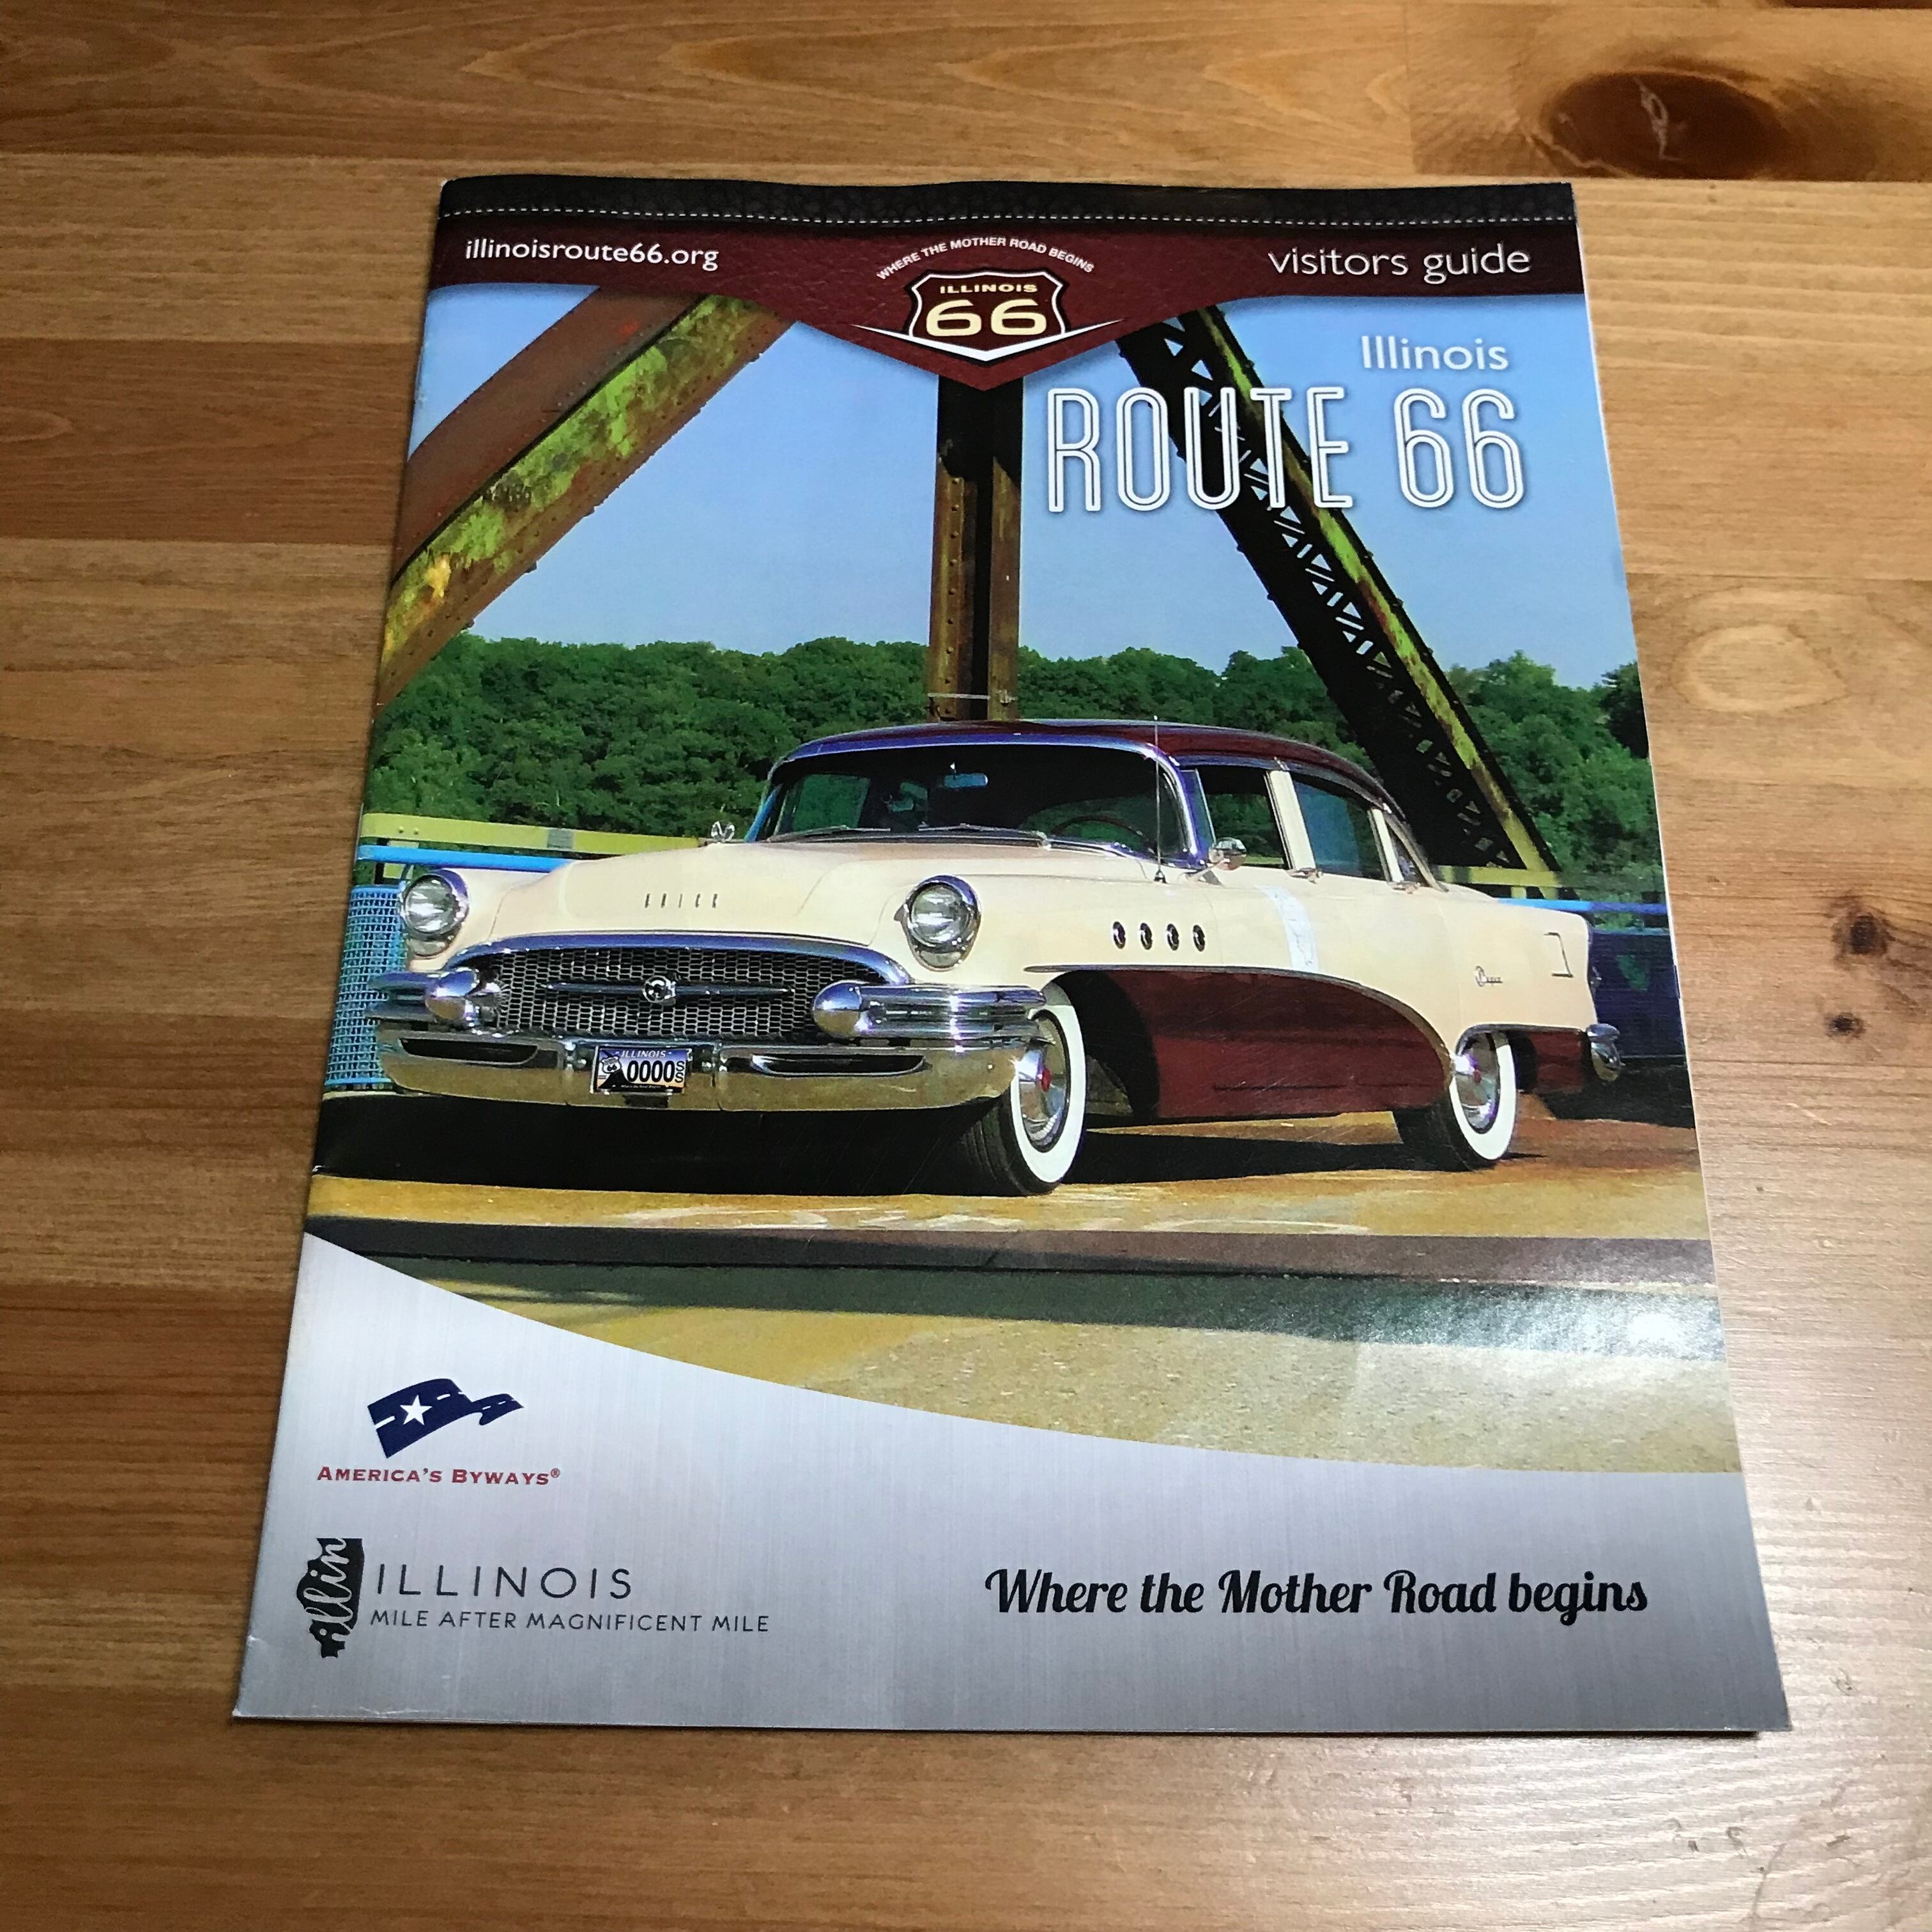 illinoisroute66.org
WHERE THE MOTHER ROAD BEGINS
ILLINOIS
66
visitors guide
Illinois
ROUTE 66
BUICK
ILLINOIS
0000
AMERICA'S BYWAYS®
illin
ILLINOIS
MILE AFTER MAGNIFICENT MILE
Where the Mother Road begins